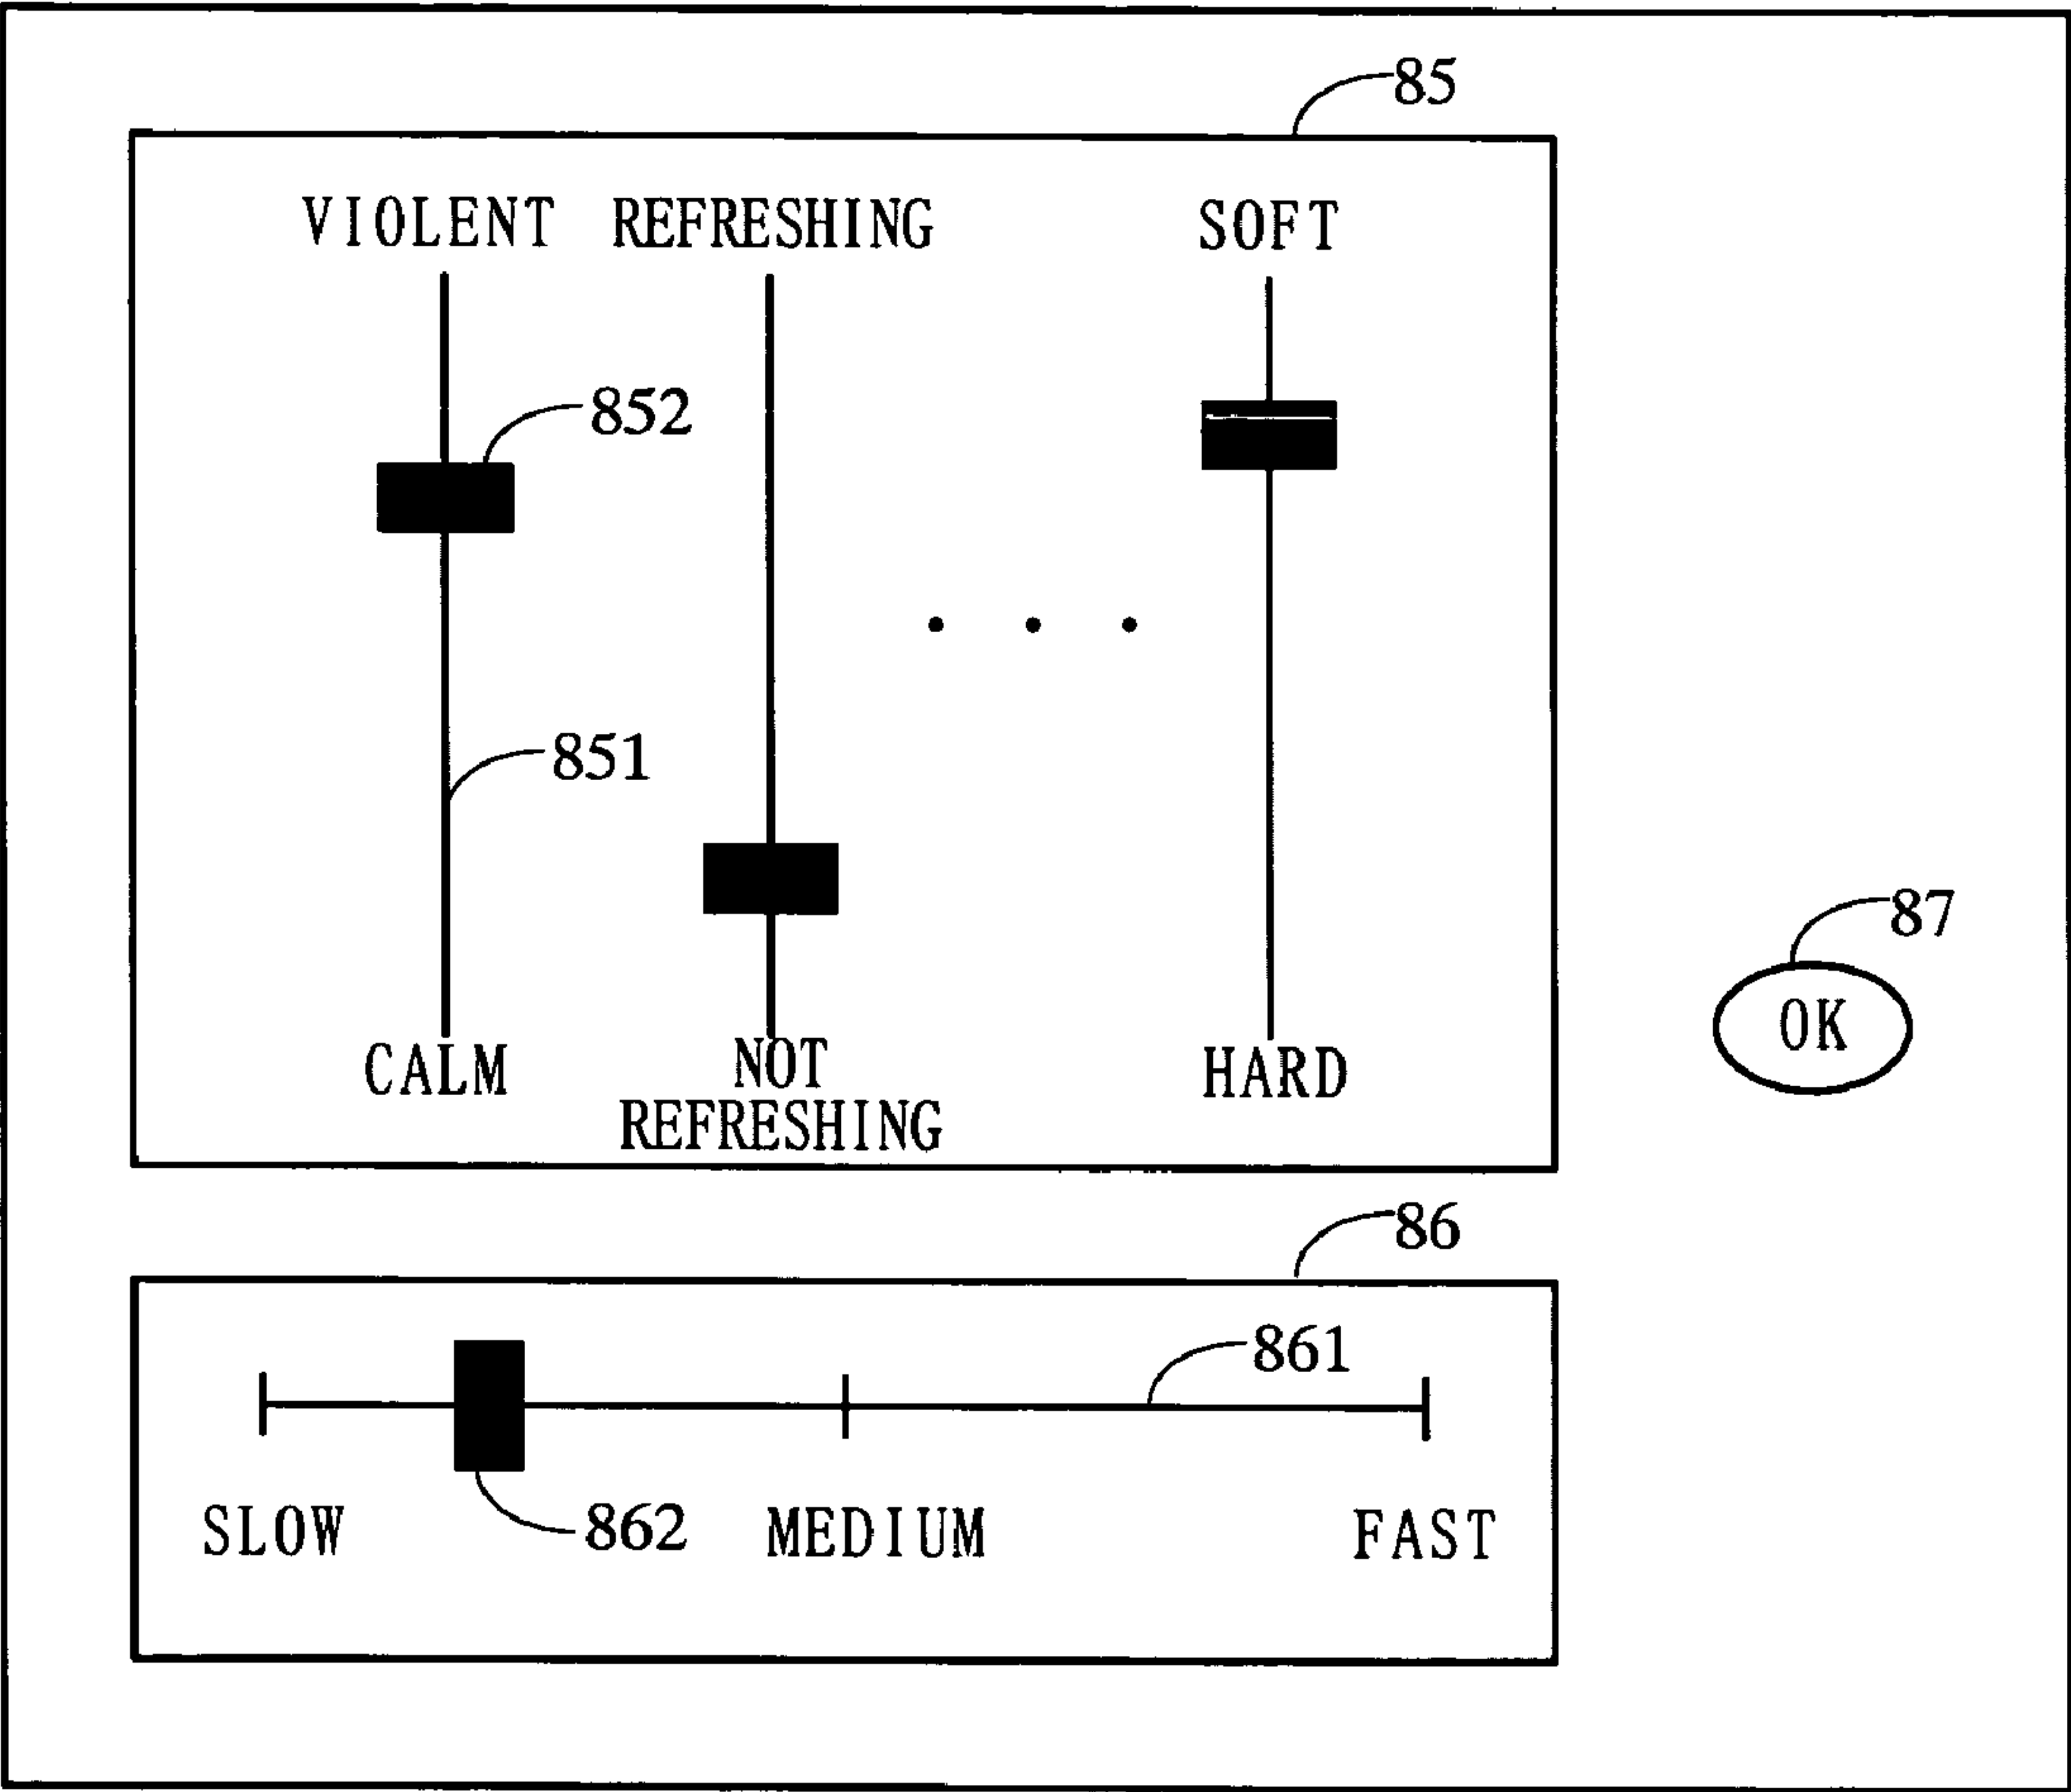 85
VIOLENT REFRESHING SOFT
852
851
87
OK
CALM NOT HARD
REFRESHING
86
861
862
SLOW MEDIUM FAST